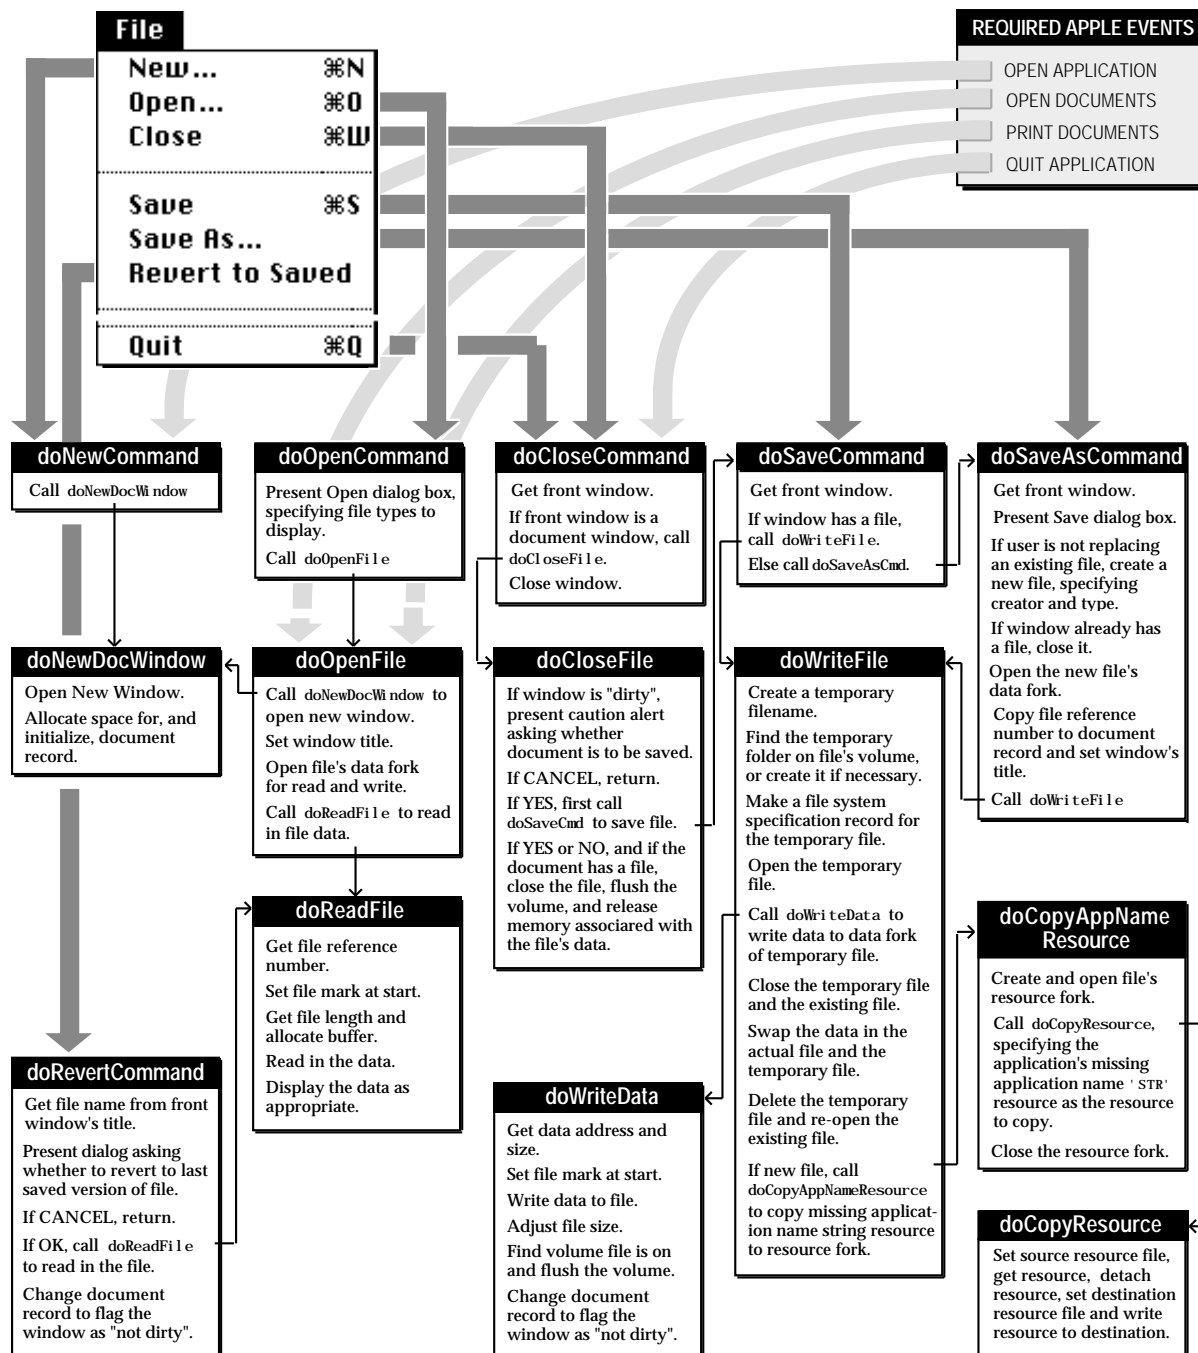 File
New... ⌘N
Open... ⌘O
Close ⌘W
Save ⌘S
Save As...
Revert to Saved
Quit ⌘Q
REQUIRED APPLE EVENTS
OPEN APPLICATION
OPEN DOCUMENTS
PRINT DOCUMENTS
QUIT APPLICATION
doNewCommand
Call doNewDocWindow
doOpenCommand
Present Open dialog box,
specifying file types to
display.
Call doOpenFile
doCloseCommand
Get front window.
If front window is a
document window, call
doCloseFile.
Close window.
doSaveCommand
Get front window.
If window has a file,
call doWriteFile.
Else call doSaveAsCmd.
doSaveAsCommand
Get front window.
Present Save dialog box.
If user is not replacing
an existing file, create a
new file, specifying
creator and type.
If window already has
a file, close it.
Open the new file's
data fork.
Copy file reference
number to document
record and set window's
title.
Call doWriteFile
doNewDocWindow
Open New Window.
Allocate space for, and
initialize, document
record.
doOpenFile
Call doNewDocWindow to
open new window.
Set window title.
Open file's data fork
for read and write.
Call doReadFile to read
in file data.
doCloseFile
If window is "dirty",
present caution alert
asking whether
document is to be saved.
If CANCEL, return.
If YES, first call
doSaveCmd to save file.
If YES or NO, and if the
document has a file,
close the file, flush the
volume, and release
memory associared with
the file's data.
doWriteFile
Create a temporary
filename.
Find the temporary
folder on file's volume,
or create it if necessary.
Make a file system
specification record for
the temporary file.
Open the temporary
file.
Call doWriteData to
write data to data fork
of temporary file.
Close the temporary file
and the existing file.
Swap the data in the
actual file and the
temporary file.
Delete the temporary
file and re-open the
existing file.
If new file, call
doCopyAppNameResource
to copy missing applicat-
ion name string resource
to resource fork.
doReadFile
Get file reference
number.
Set file mark at start.
Get file length and
allocate buffer.
Read in the data.
Display the data as
appropriate.
doCopyAppName
Resource
Create and open file's
resource fork.
Call doCopyResource,
specifying the
application's missing
application name 'STR'
resource as the resource
to copy.
Close the resource fork.
doRevertCommand
Get file name from front
window's title.
Present dialog asking
whether to revert to last
saved version of file.
If CANCEL, return.
If OK, call doReadFile
to read in the file.
Change document
record to flag the
window as "not dirty".
doWriteData
Get data address and
size.
Set file mark at start.
Write data to file.
Adjust file size.
Find volume file is on
and flush the volume.
Change document
record to flag the
window as "not dirty".
doCopyResource
Set source resource file,
get resource, detach
resource, set destination
resource file and write
resource to destination.